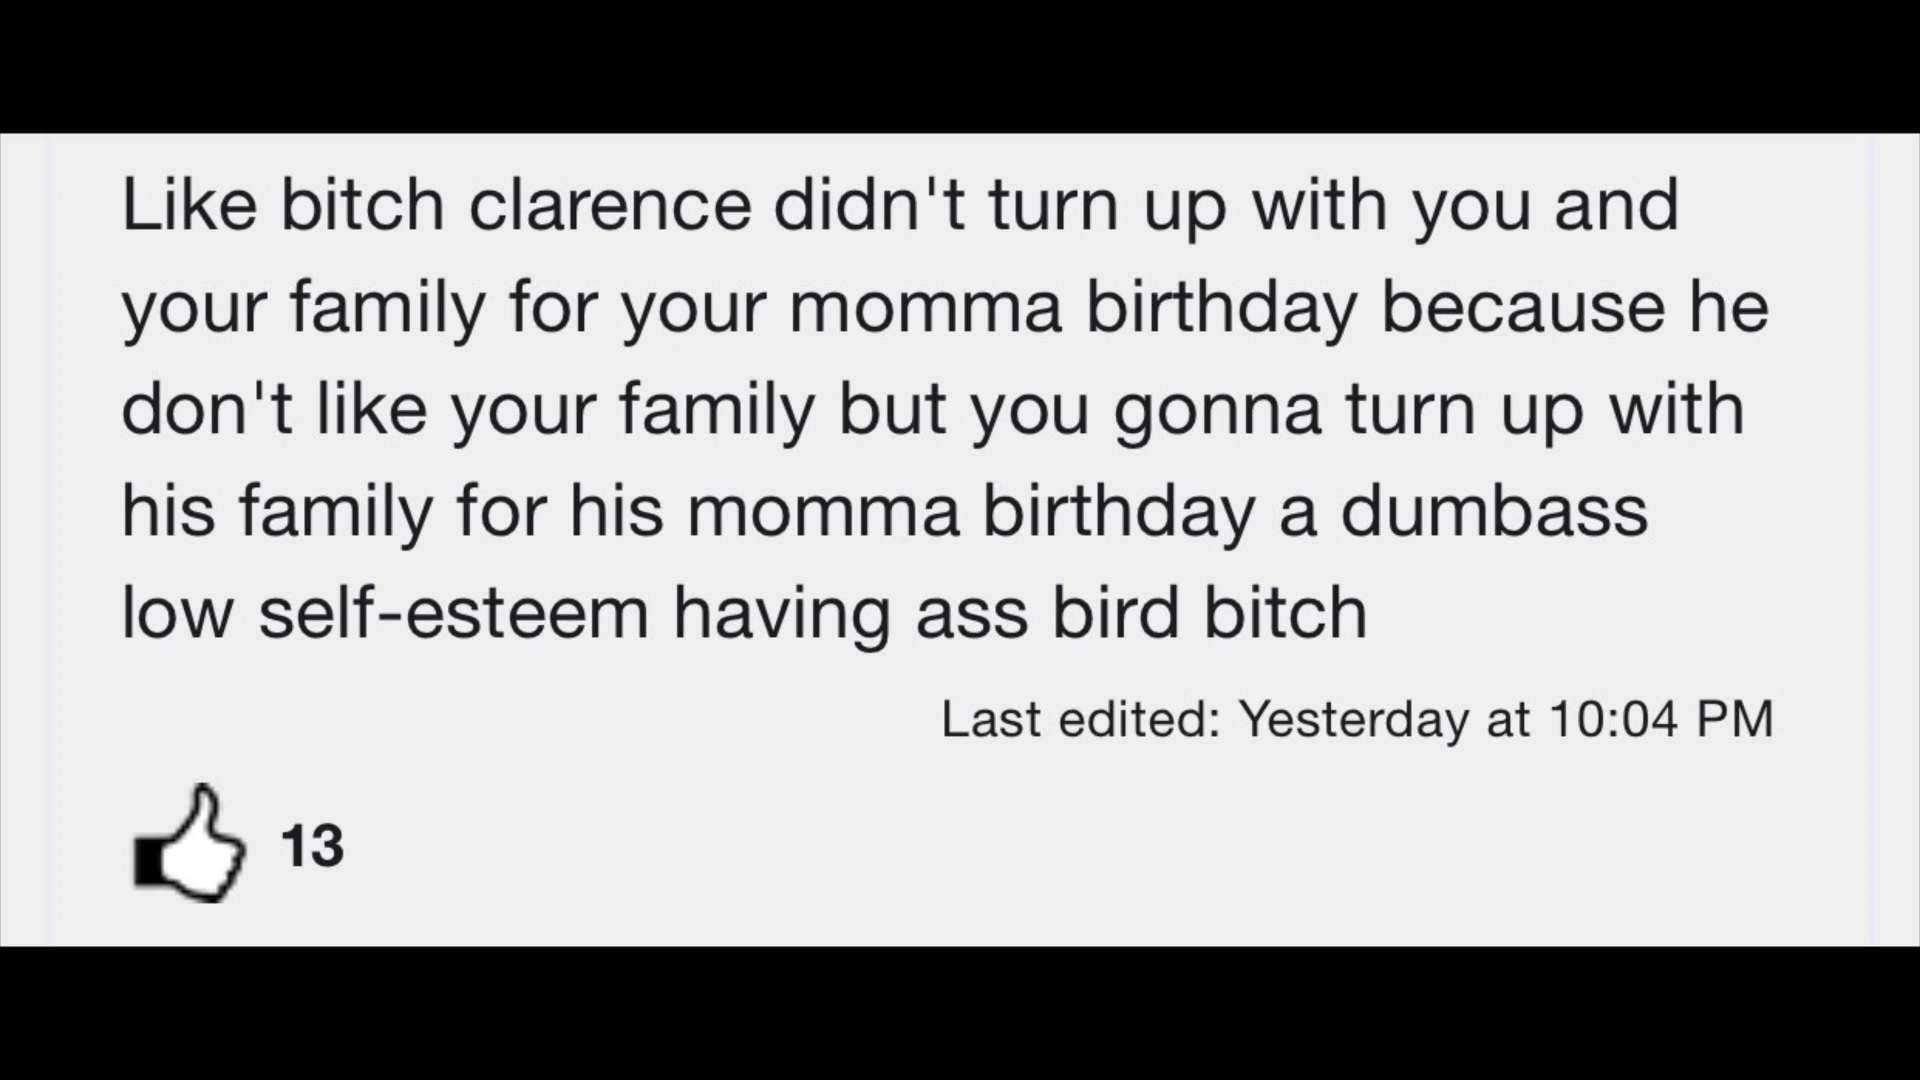 Like bitch clarence didn't turn up with you and
your family for your momma birthday because he
don't like your family but you gonna turn up with
his family for his momma birthday a dumbass
low self-esteem having ass bird bitch
Last edited: Yesterday at 10:04 PM
13